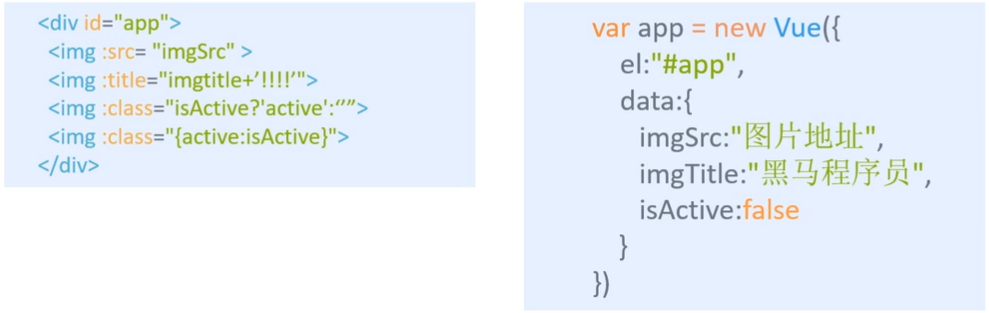 <div id="app">
<img :src= "imgSrc" >
<img :title="imgtitle+’!!!!’">
<img :class="isActive?'active':“”>
<img :class="{active:isActive}">
</div>
var app = new Vue({
el:"#app",
data:{
imgSrc:"图片地址",
imgTitle:"黑马程序员",
isActive:false
}
})